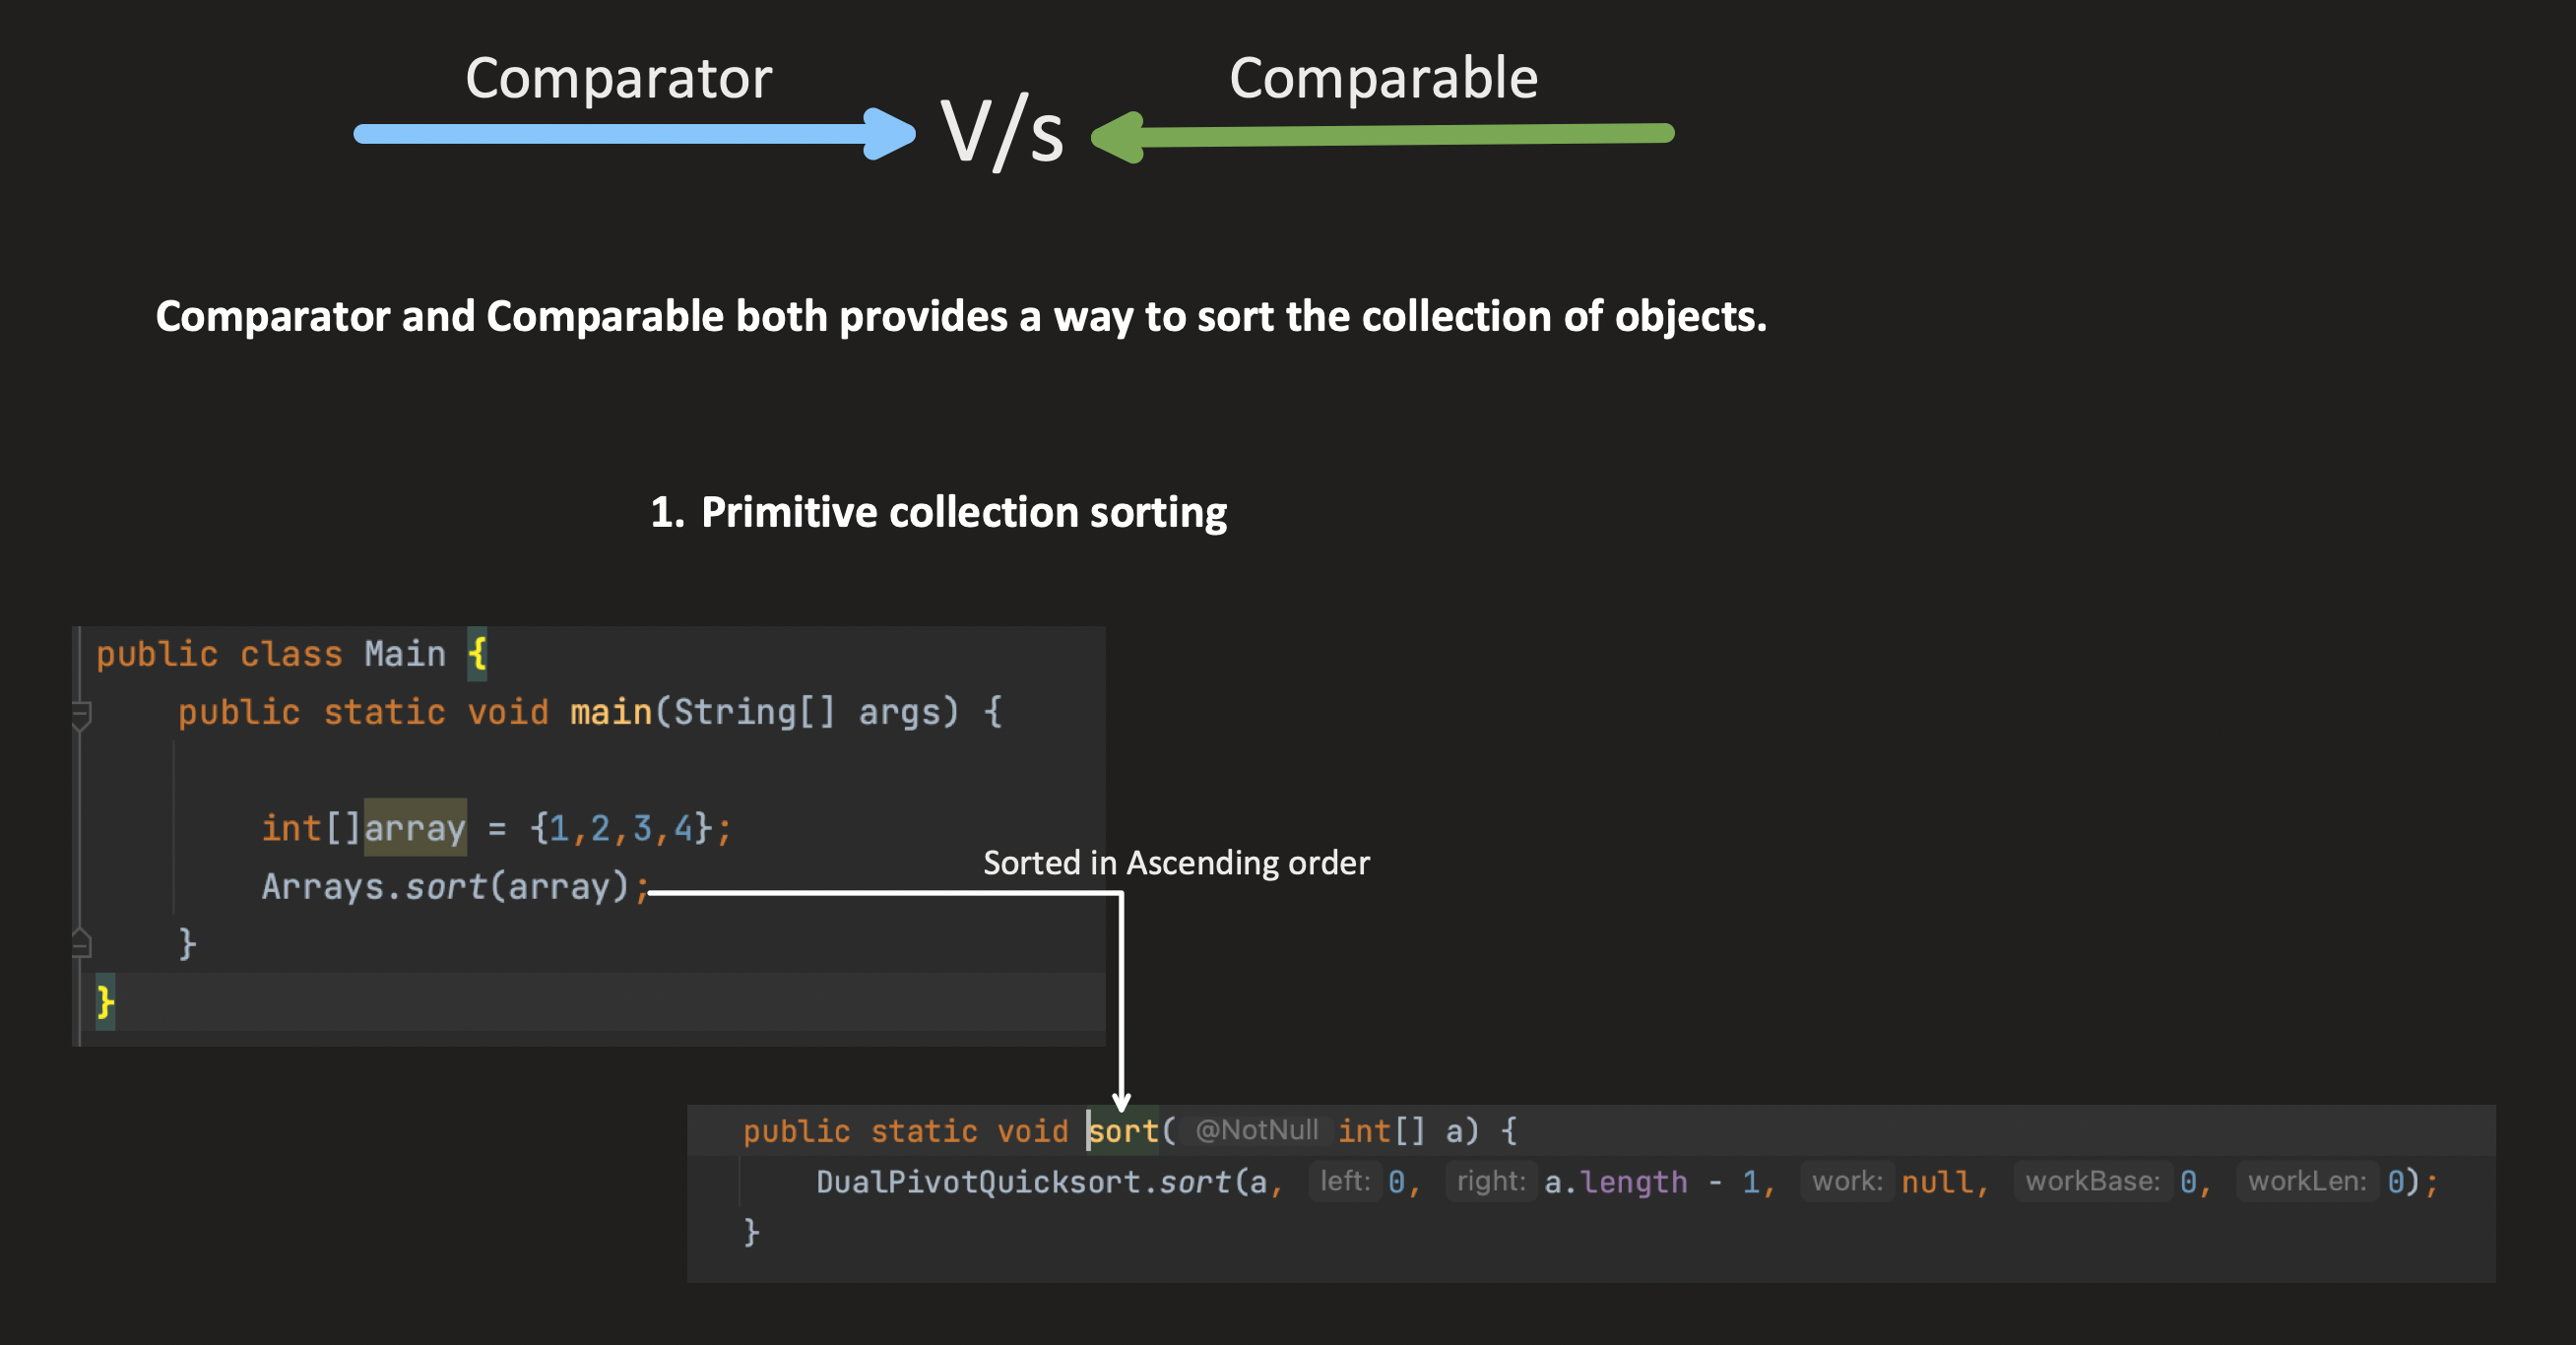 Comparator V/s Comparable
Comparator and Comparable both provides a way to sort the collection of objects.
1. Primitive collection sorting
public class Main {
public static void main(String[] args) {
int[]array = {1,2,3,4};
Sorted in Ascending order
Arrays.sort(array);
}
}
public static void sort( @NotNull int[] a) {
DualPivotQuicksort.sort(a, left: 0, right: a.length - 1, work: null, workBase: 0, workLen: 0);
}